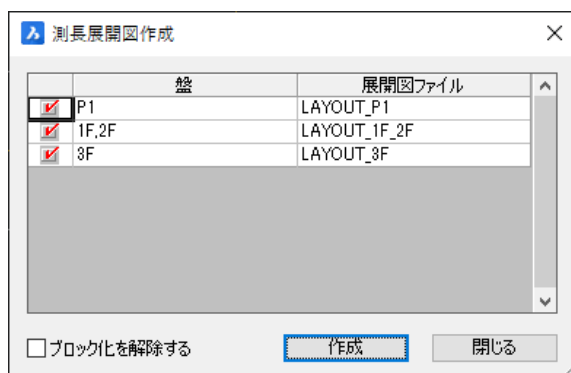 測長展開図作成
盤 展開図ファイル
P1 LAYOUT_P1
1F,2F LAYOUT_1F_2F
3F LAYOUT_3F
ブロック化を解除する 作成 閉じる